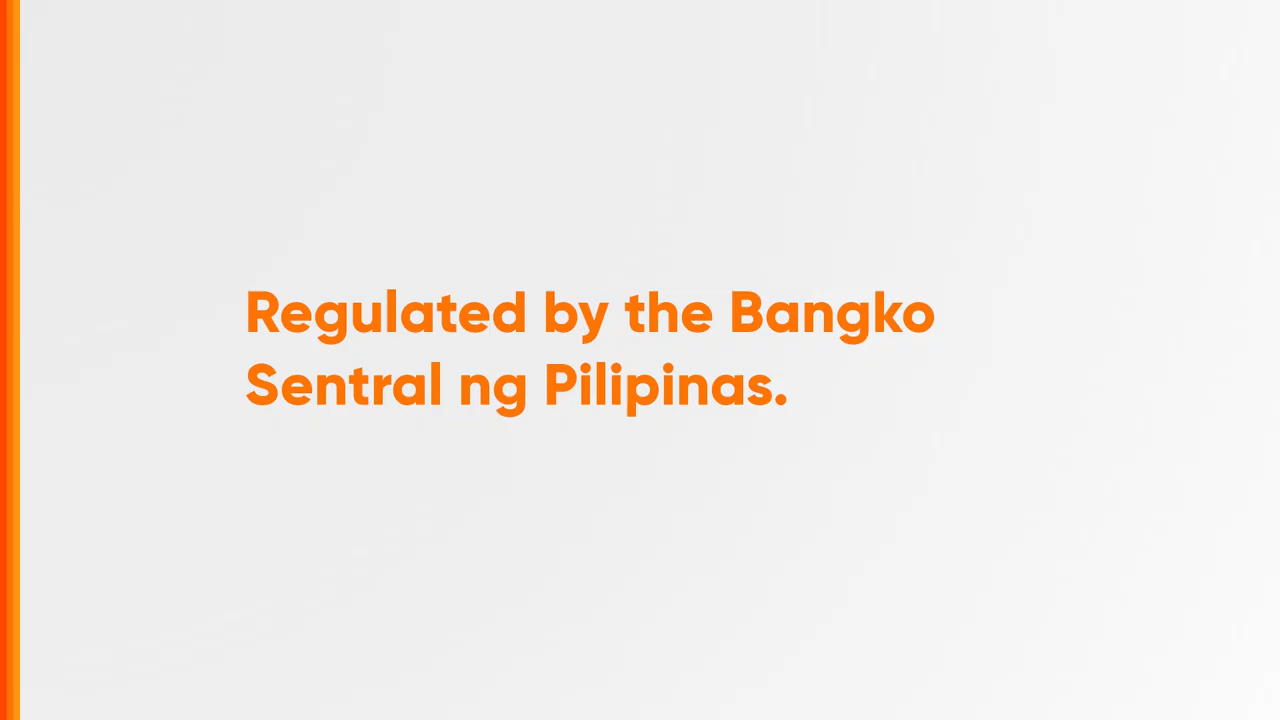 Regulated by the Bangko
Sentral ng Pilipinas.